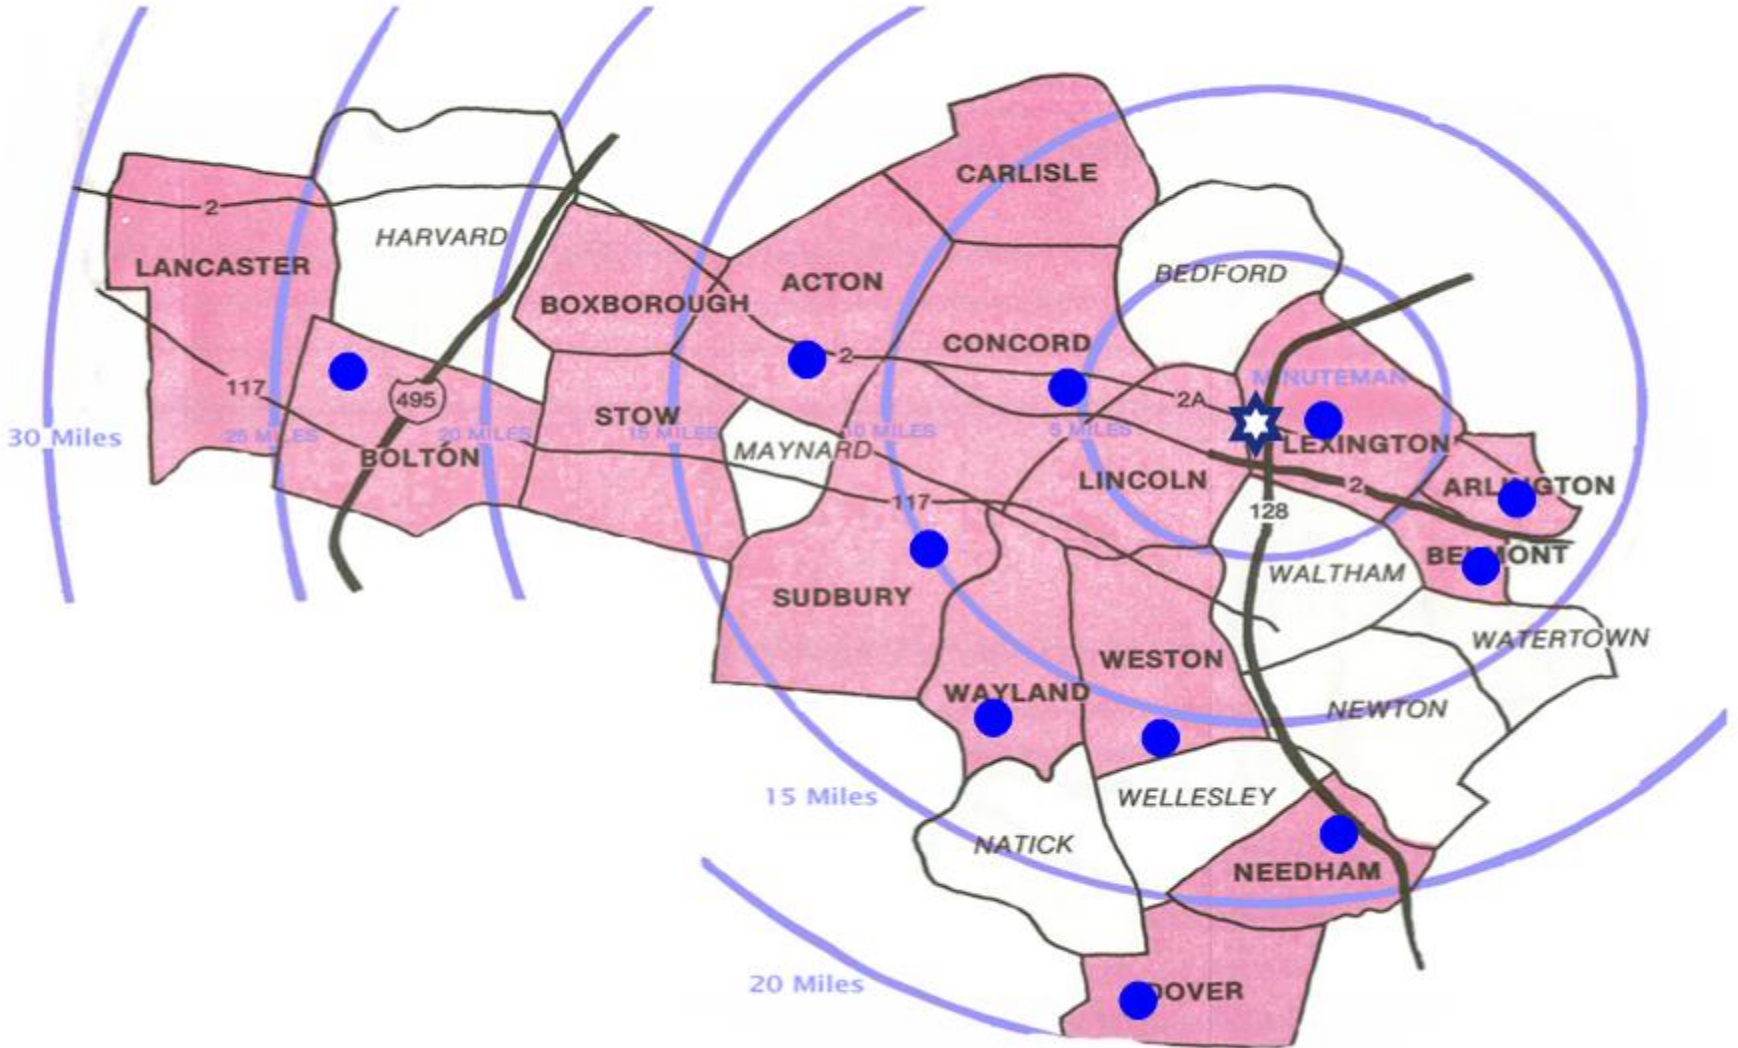 CARLISLE
2
HARVARD
BEDFORD
LANCASTER
ACTON
BOXBOROUGH
CONCORD
2
MINUTEMAN
117
495
2A
STOW
30 Miles
25 MILES
20 MILES
15 MILES
10 MILES
5 MILES
MAYNARD
LEXINGTON
BOLTON
LINCOLN
2
ARLINGTON
117
128
BELMONT
WALTHAM
SUDBURY
WATERTOWN
WESTON
WAYLAND
NEWTON
15 Miles
WELLESLEY
NATICK
NEEDHAM
20 Miles
DOVER